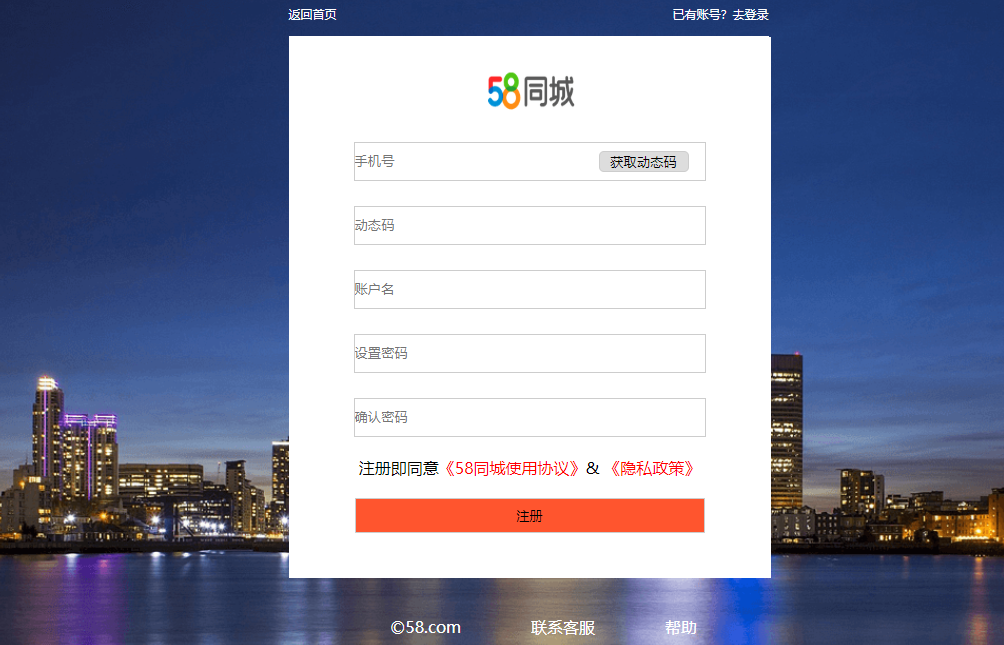 返回首页
已有账号？去登录
58同城
手机号
获取动态码
动态码
账户名
设置密码
确认密码
注册即同意《58同城使用协议》& 《隐私政策》
注册
©58.com
联系客服
帮助